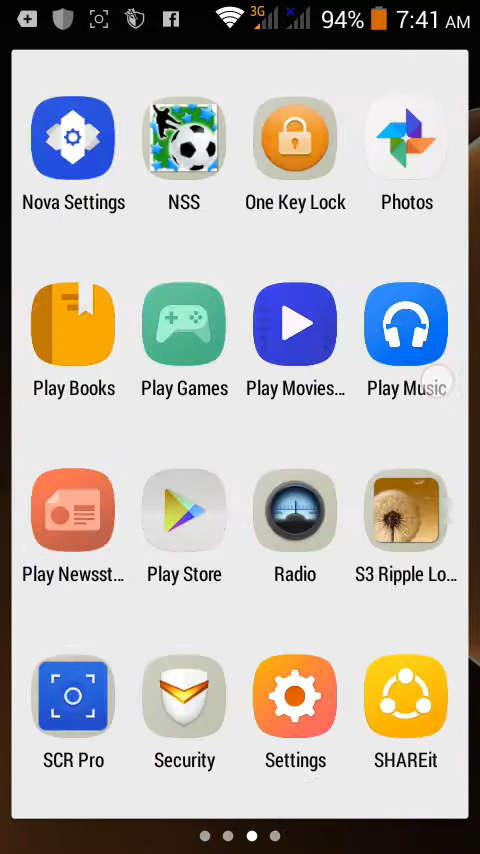 3G 94% 7:41 AM
Nova Settings NSS One Key Lock Photos
Play Books Play Games Play Movies... Play Music
Play Newsst... Play Store Radio S3 Ripple Lo...
SCR Pro Security Settings SHAREit